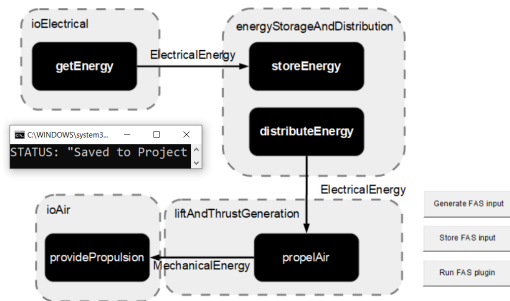 ioElectrical
energyStorageAndDistribution
ElectricalEnergy
getEnergy
storeEnergy
distributeEnergy
C:\WINDOWS\system3...
STATUS: "Saved to Project
ElectricalEnergy
ioAir
liftAndThrustGeneration
Generate FAS input
Store FAS input
providePropulsion
propelAir
MechanicalEnergy
Run FAS plugin